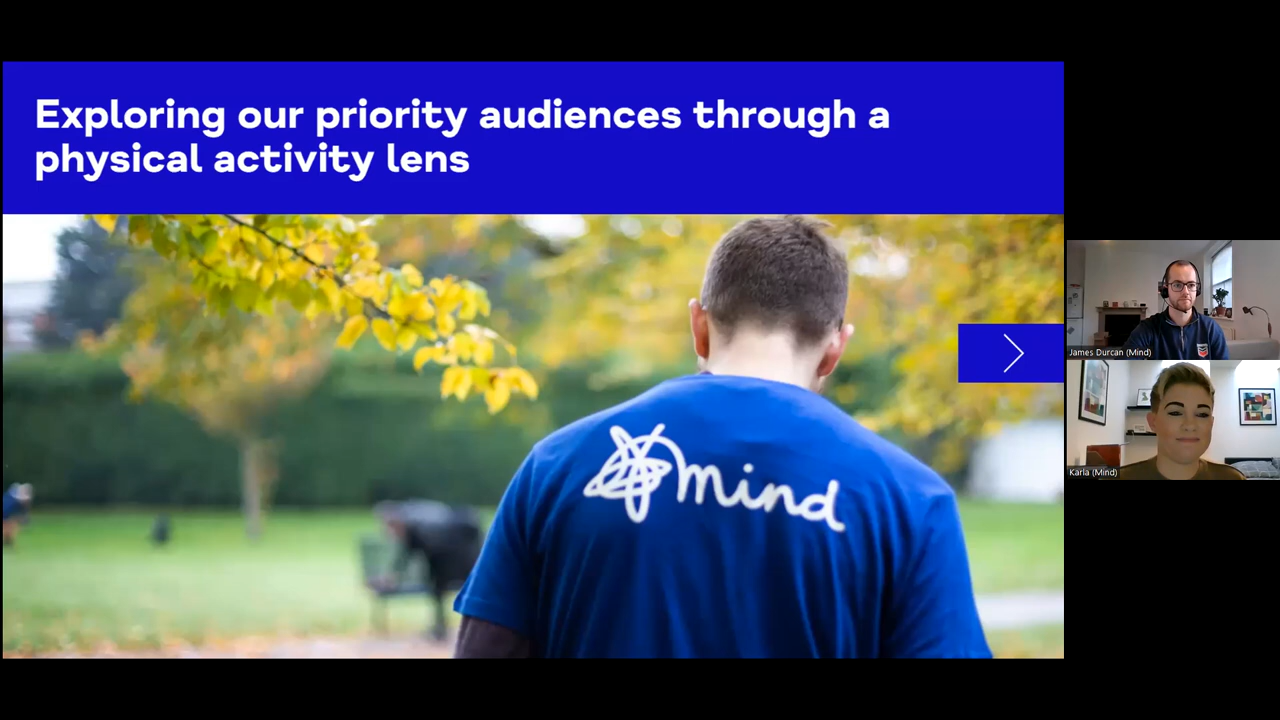 Exploring our priority audiences through a
physical activity lens
mind
James Durcan (Mind)
Karla (Mind)